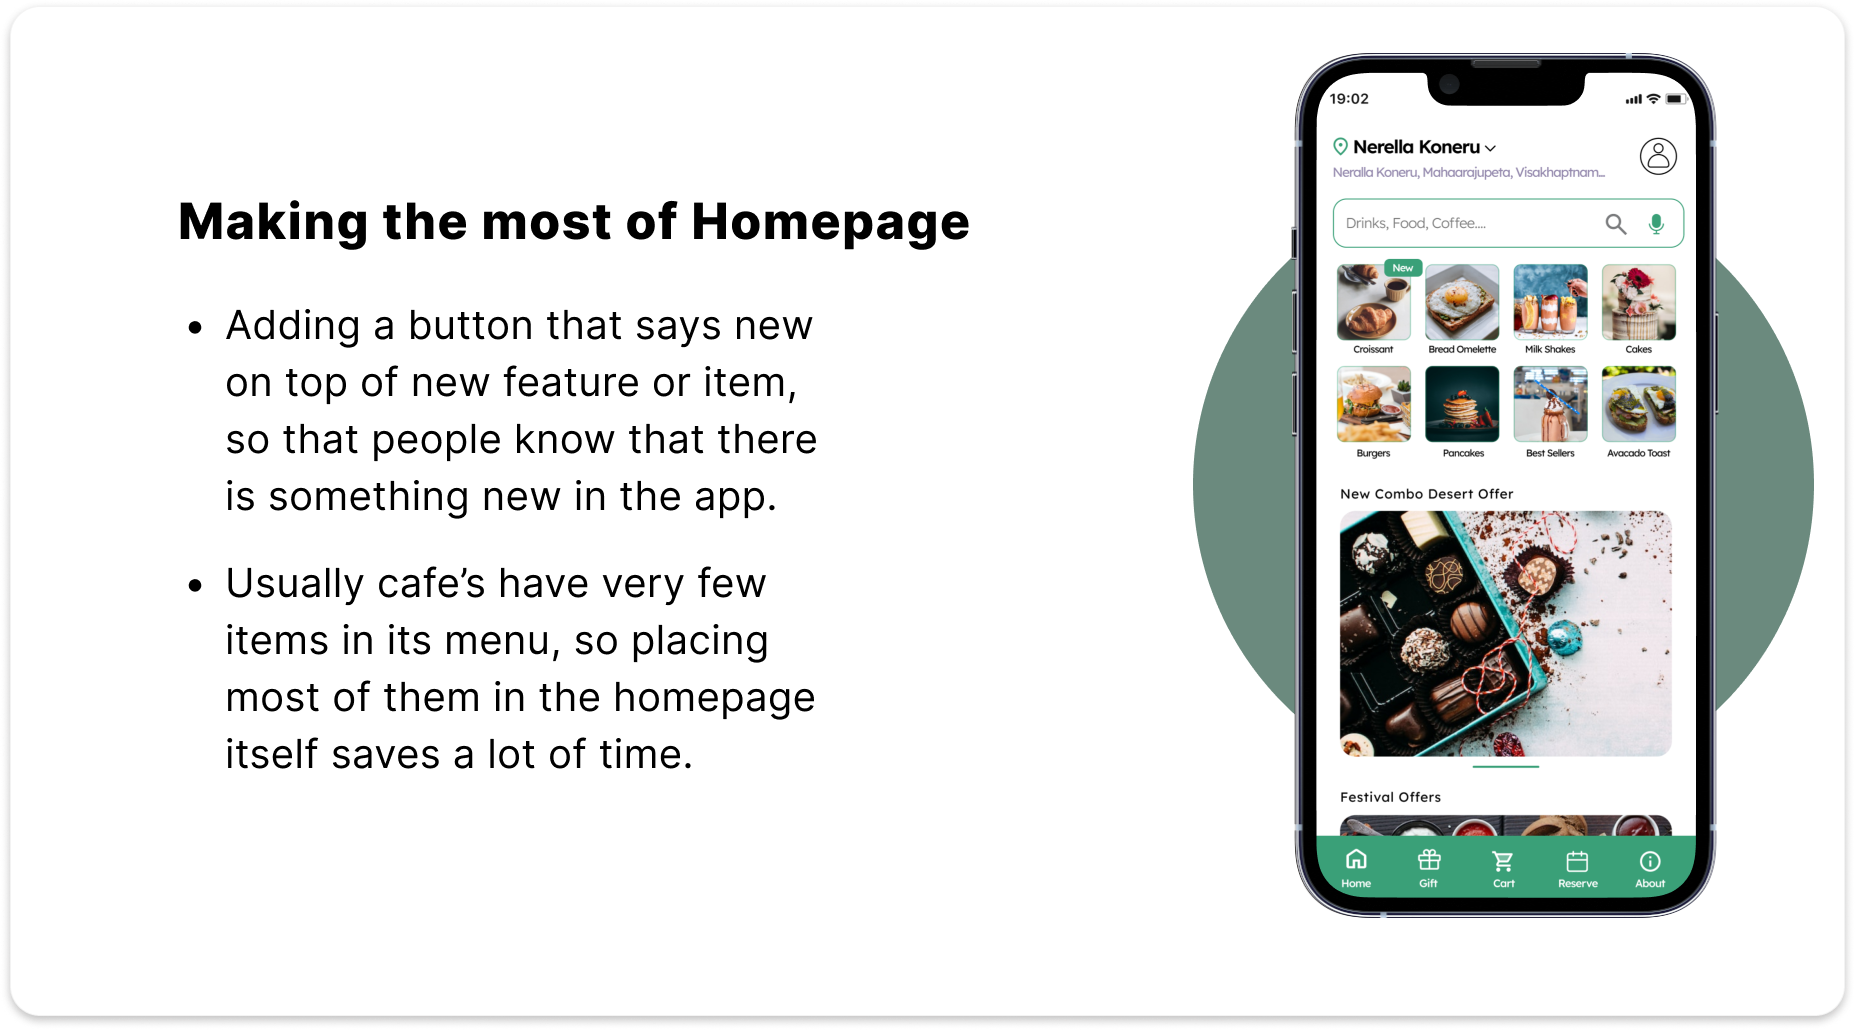 Making the most of Homepage
• Adding a button that says new
on top of new feature or item,
so that people know that there
is something new in the app.
• Usually cafe’s have very few
items in its menu, so placing
most of them in the homepage
itself saves a lot of time.
19:02
Nerella Koneru
Neralla Koneru, Mahaarajupeta, Visakhaptnam...
Drinks, Food, Coffee....
New
Croissant Bread Omelette Milk Shakes Cakes
Burgers Pancakes Best Sellers Avacado Toast
New Combo Desert Offer
Festival Offers
Home Gift Cart Reserve About